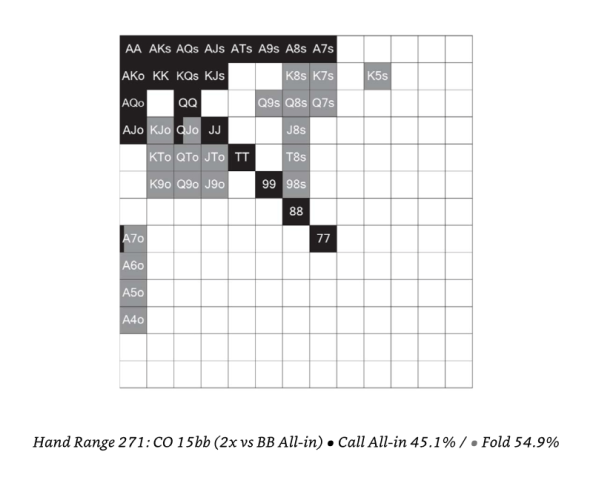 AA AKs AQs AJs ATs A9s A8s A7s
AKo KK KQs KJs K8s K7s K5s
AQo QQ Q9s Q8s Q7s
AJo KJo QJo JJ J8s
KTo QTo JTo TT T8s
K9o Q9o J9o 99 98s
88
A7o 77
A6o
A5o
A4o
Hand Range 271: CO 15bb (2x vs BB All-in) • Call All-in 45.1% / • Fold 54.9%